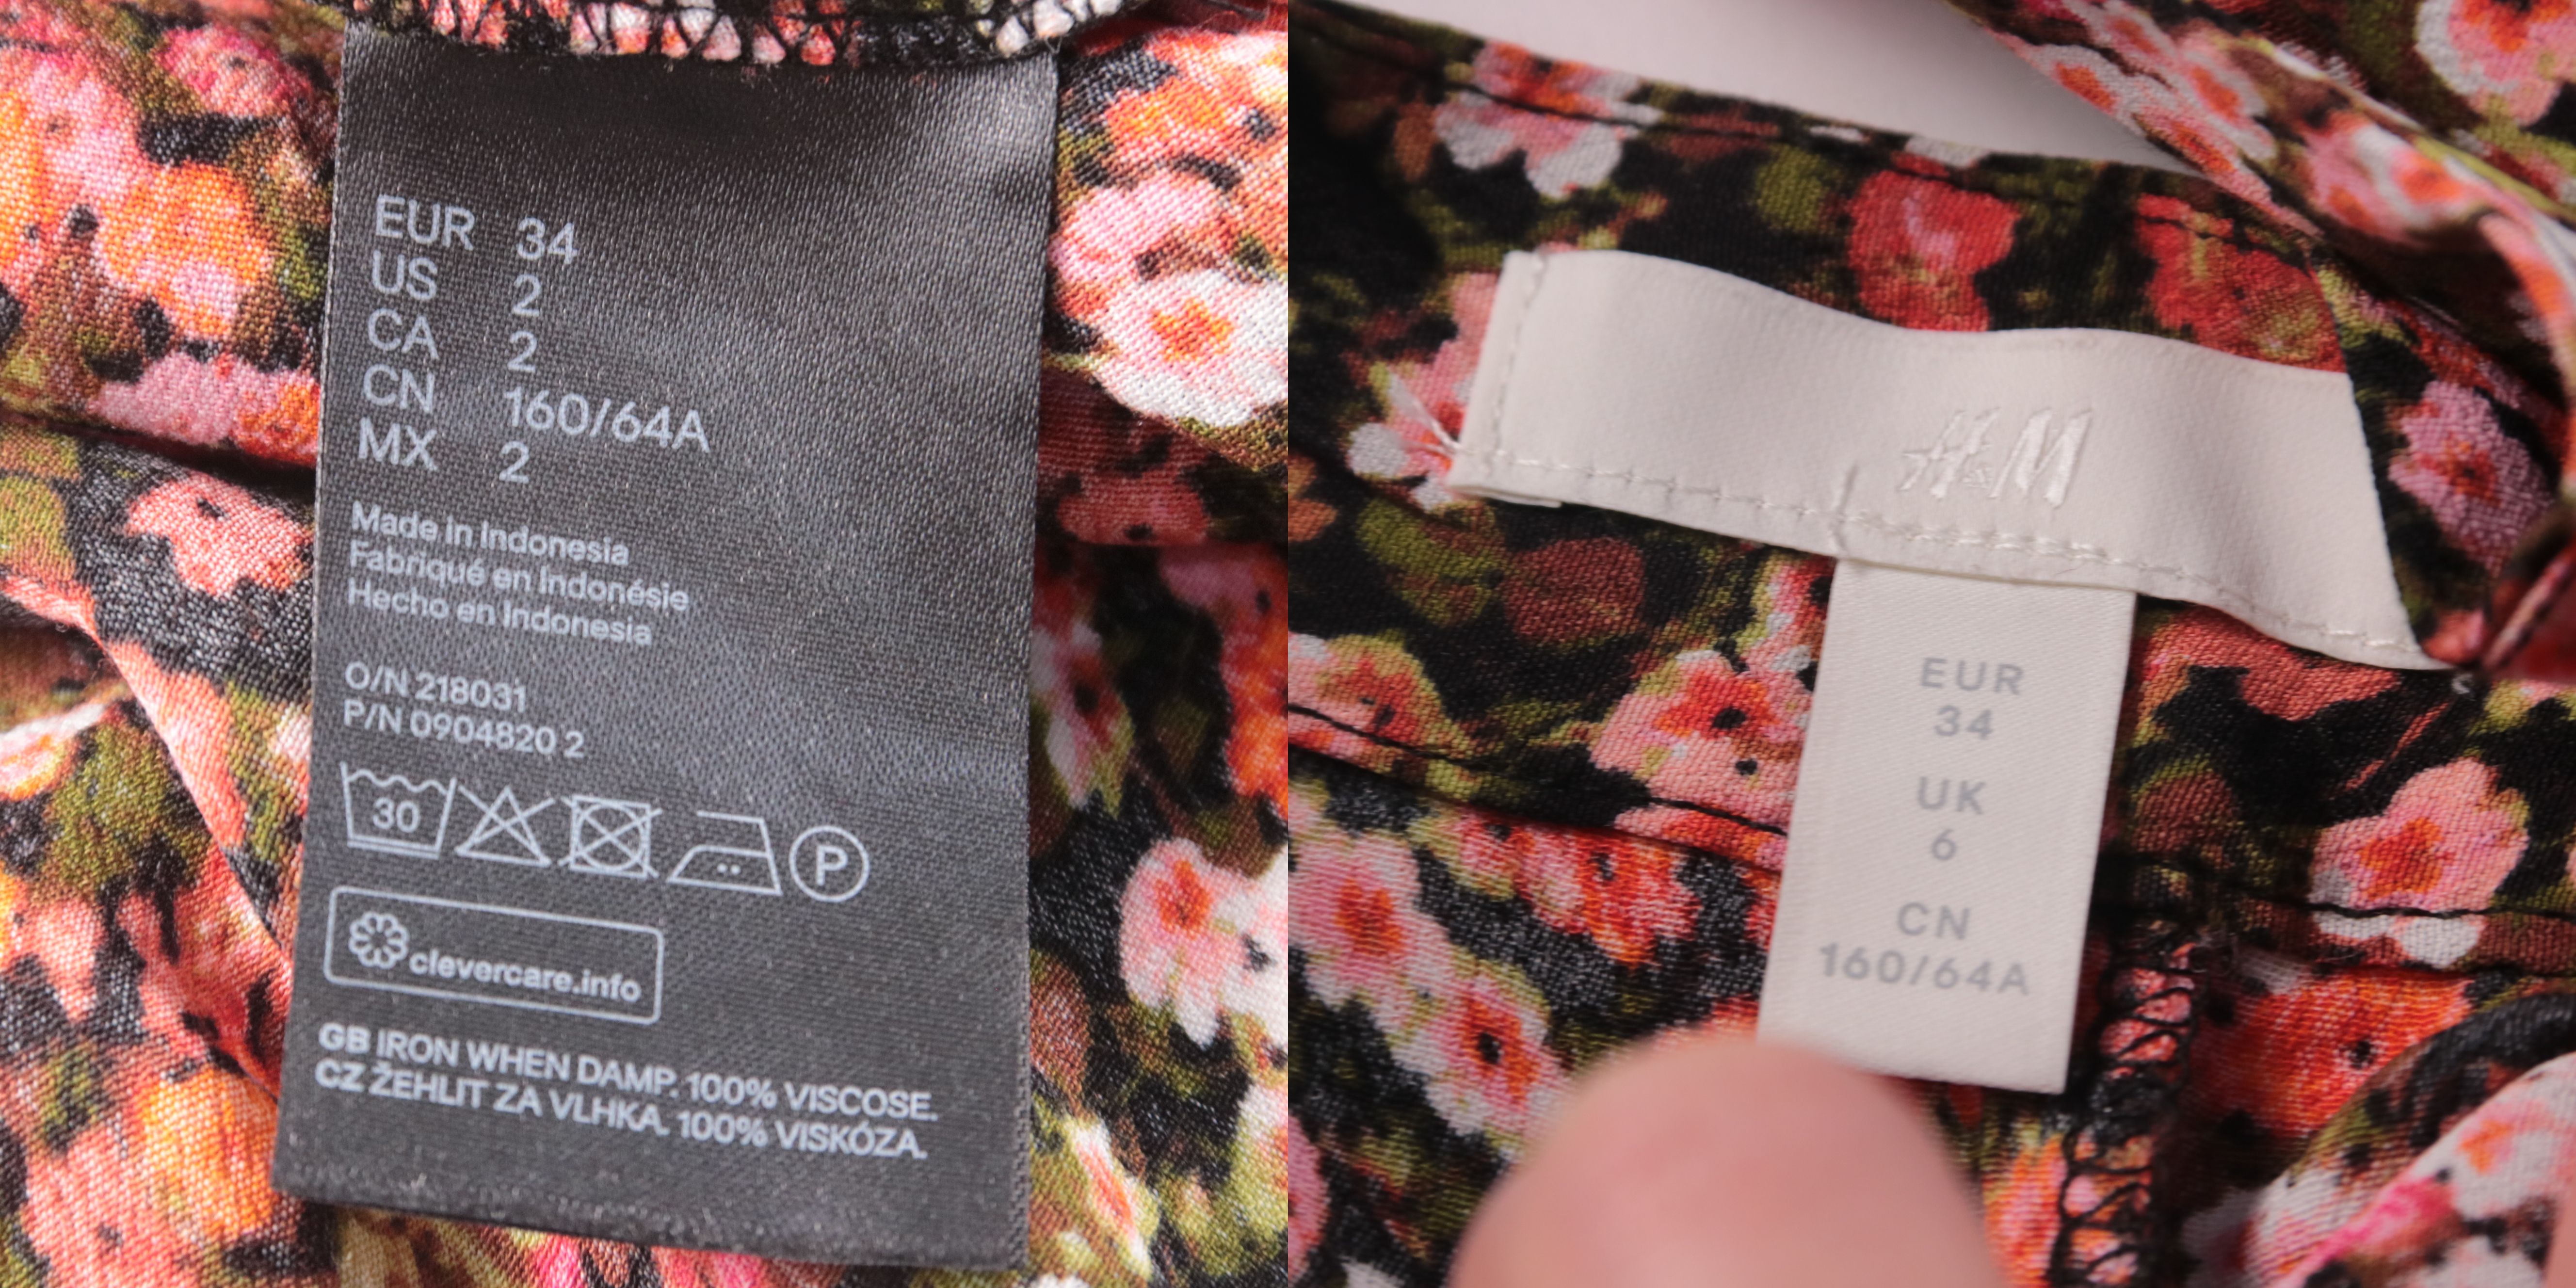 EUR 34
US 2
CA 2
CN 160/64A
MX 2
Made in Indonesia
Fabriqué en Indonésie
Hecho en Indonesia
O/N 218031
P/N 0904820 2
30
P
clevercare.info
GB IRON WHEN DAMP. 100% VISCOSE.
CZ ŽEHLIT ZA VLHKA. 100% VISKÓZA.
H&M
EUR
34
UK
6
CN
160/64A